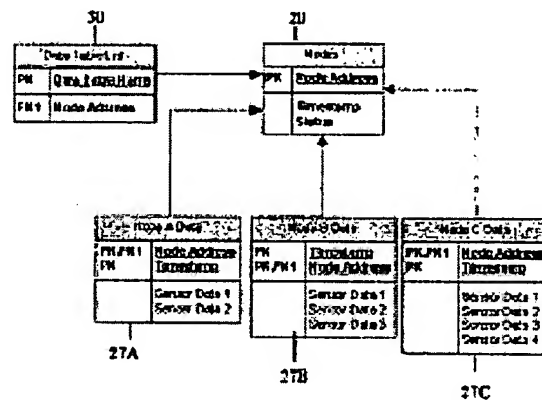 30
20
Data Table List
Nodes
PK Data Table Name
FK1 Node Address
PK Node Address
Timestamp
Status
Node A Data
PK,FK1 Node Address
PK Timestamp
Sensor Data 1
Sensor Data 2
Node B Data
PK Timestamp
PK,FK1 Node Address
Sensor Data 1
Sensor Data 2
Sensor Data 3
Node C Data
PK,FK1 Node Address
PK Timestamp
Sensor Data 1
Sensor Data 2
Sensor Data 3
Sensor Data 4
27A
27B
27C